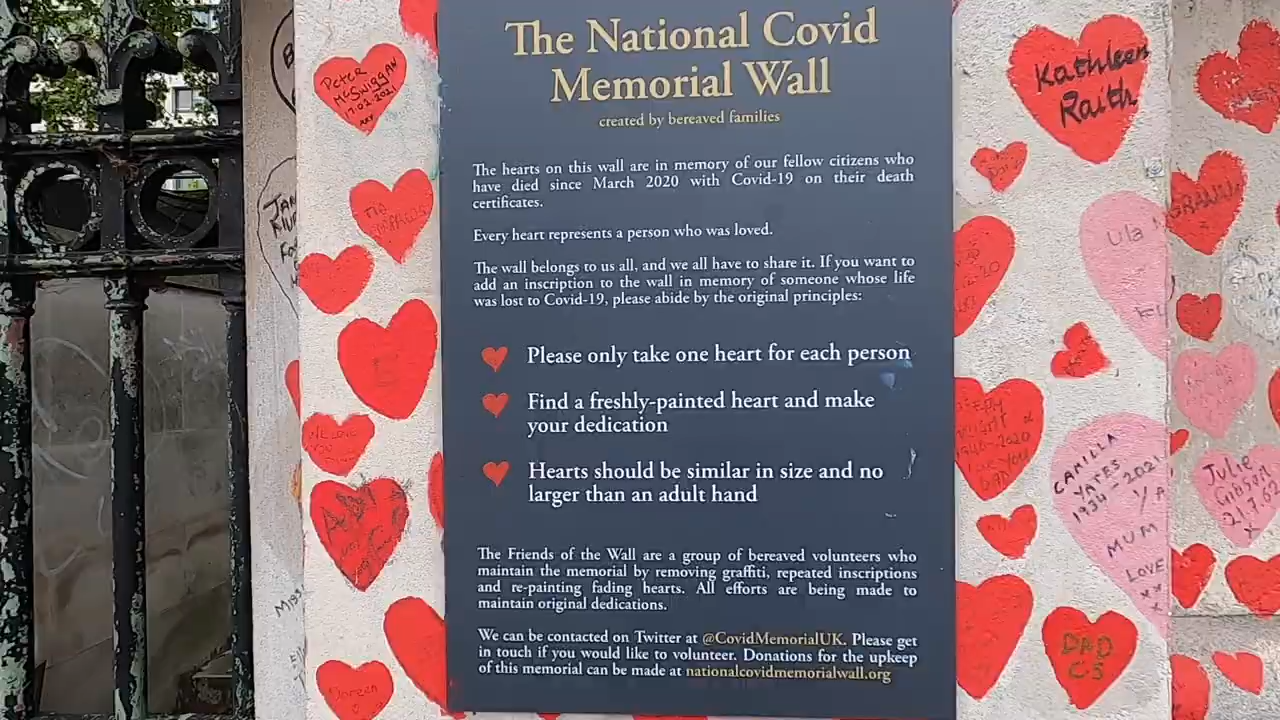 The National Covid
Memorial Wall
created by bereaved families
The hearts on this wall are in memory of our fellow citizens who
have died since March 2020 with Covid-19 on their death
certificates.
Every heart represents a person who was loved.
The wall belongs to us all, and we all have to share it. If you want to
add an inscription to the wall in memory of someone whose life
was lost to Covid-19, please abide by the original principles:
Please only take one heart for each person
Find a freshly-painted heart and make
your dedication
Hearts should be similar in size and no
larger than an adult hand
The Friends of the Wall are a group of bereaved volunteers who
maintain the memorial by removing graffiti, repeated inscriptions
and re-painting fading hearts. All efforts are being made to
maintain original dedications.
We can be contacted on Twitter at @CovidMemorialUK. Please get
in touch if you would like to volunteer. Donations for the upkeep
of this memorial can be made at nationalcovidmemorialwall.org
Peter
McSwiggan
Doreen
Kathleen
Raith
Ula
CAMILLA
YATES
1934-2021
MUM
LOVE
xx
x
Julie
21.7.62
DAD